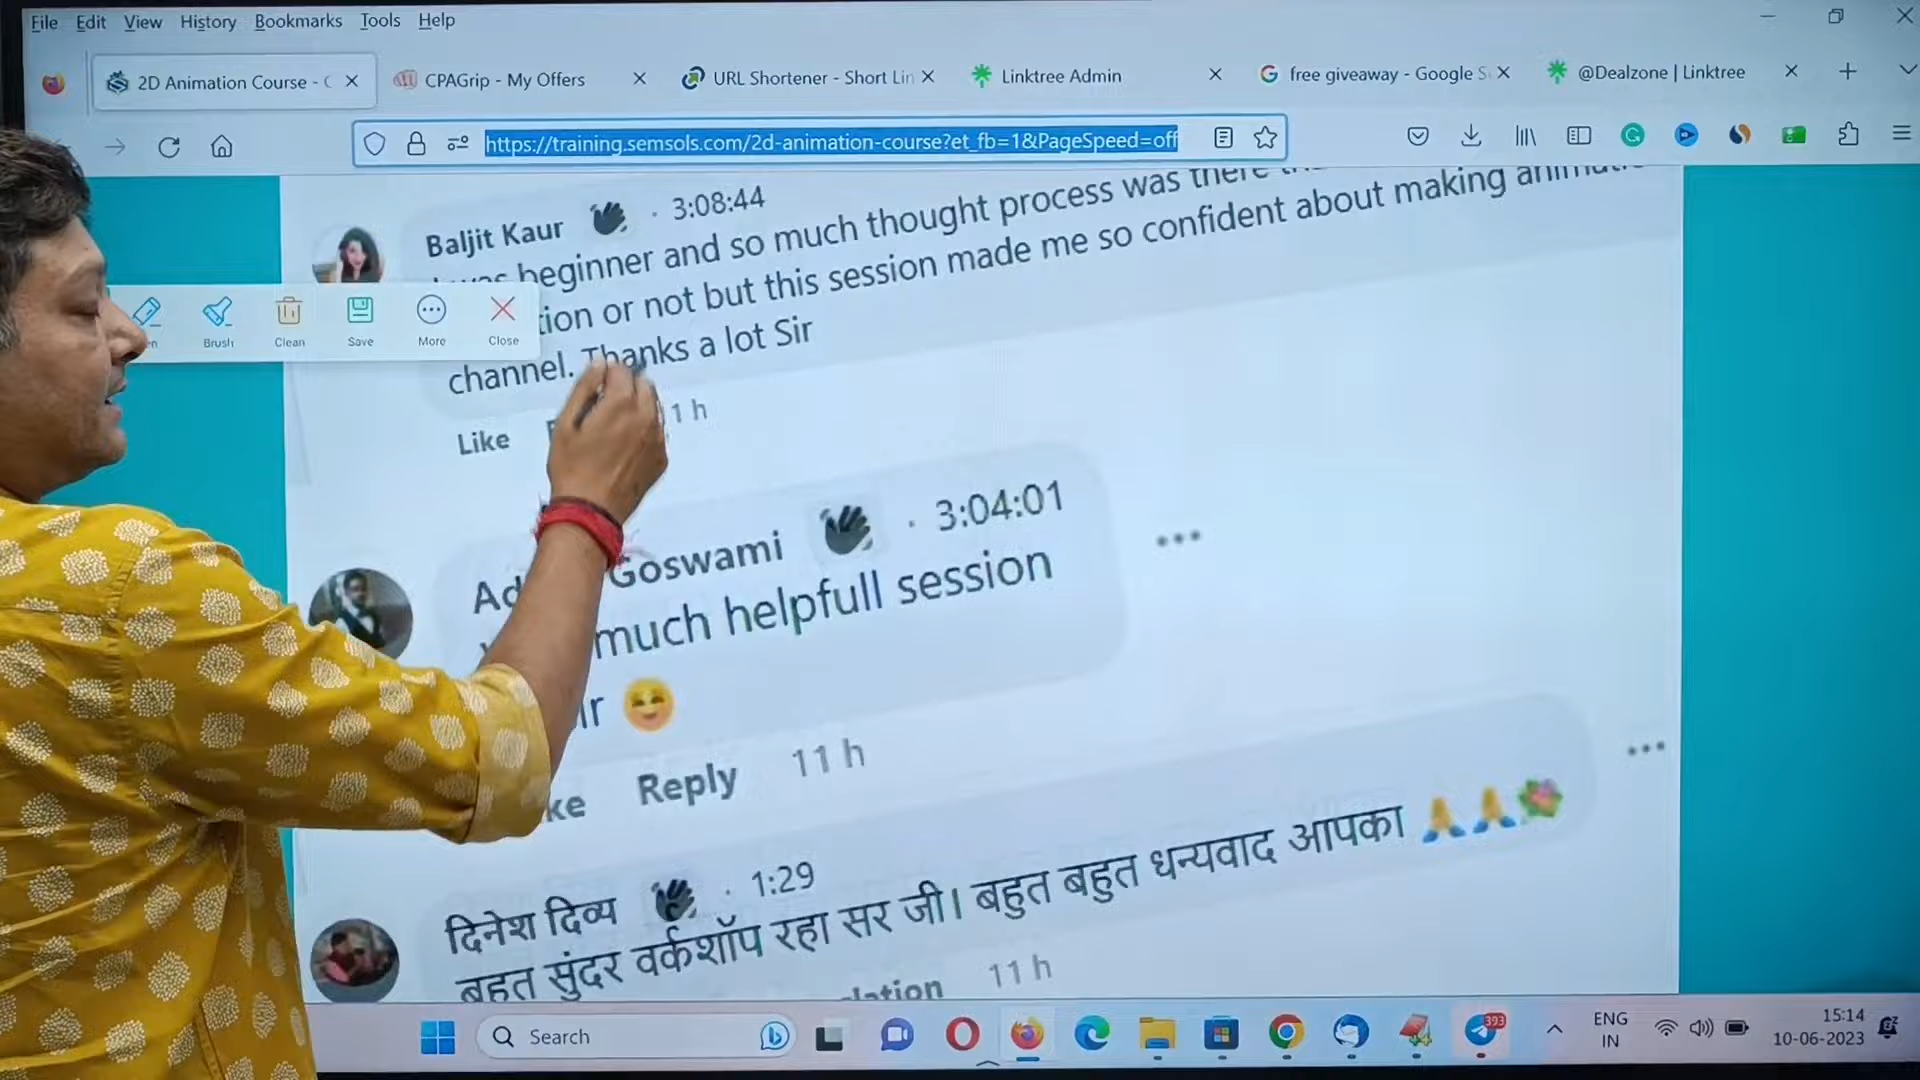 File Edit View History Bookmarks Tools Help
2D Animation Course - C
CPAGrip - My Offers
URL Shortener - Short Lin
Linktree Admin
free giveaway - Google S
@Dealzone | Linktree
https://training.semsols.com/2d-animation-course?et_fb=1&PageSpeed=off
Baljit Kaur · 3:08:44
beginner and so much thought process was there
tion or not but this session made me so confident about making
channel. Thanks a lot Sir
Like 1 h
Brush Clean Save More Close
Goswami · 3:04:01
much helpfull session
ir 😊
ke Reply 11 h
दिनेश दिव्य · 1:29
बहुत सुंदर वर्कशॉप रहा सर जी। बहुत बहुत धन्यवाद आपका 🙏🙏💐
11 h
Search
393
ENG
IN
15:14
10-06-2023